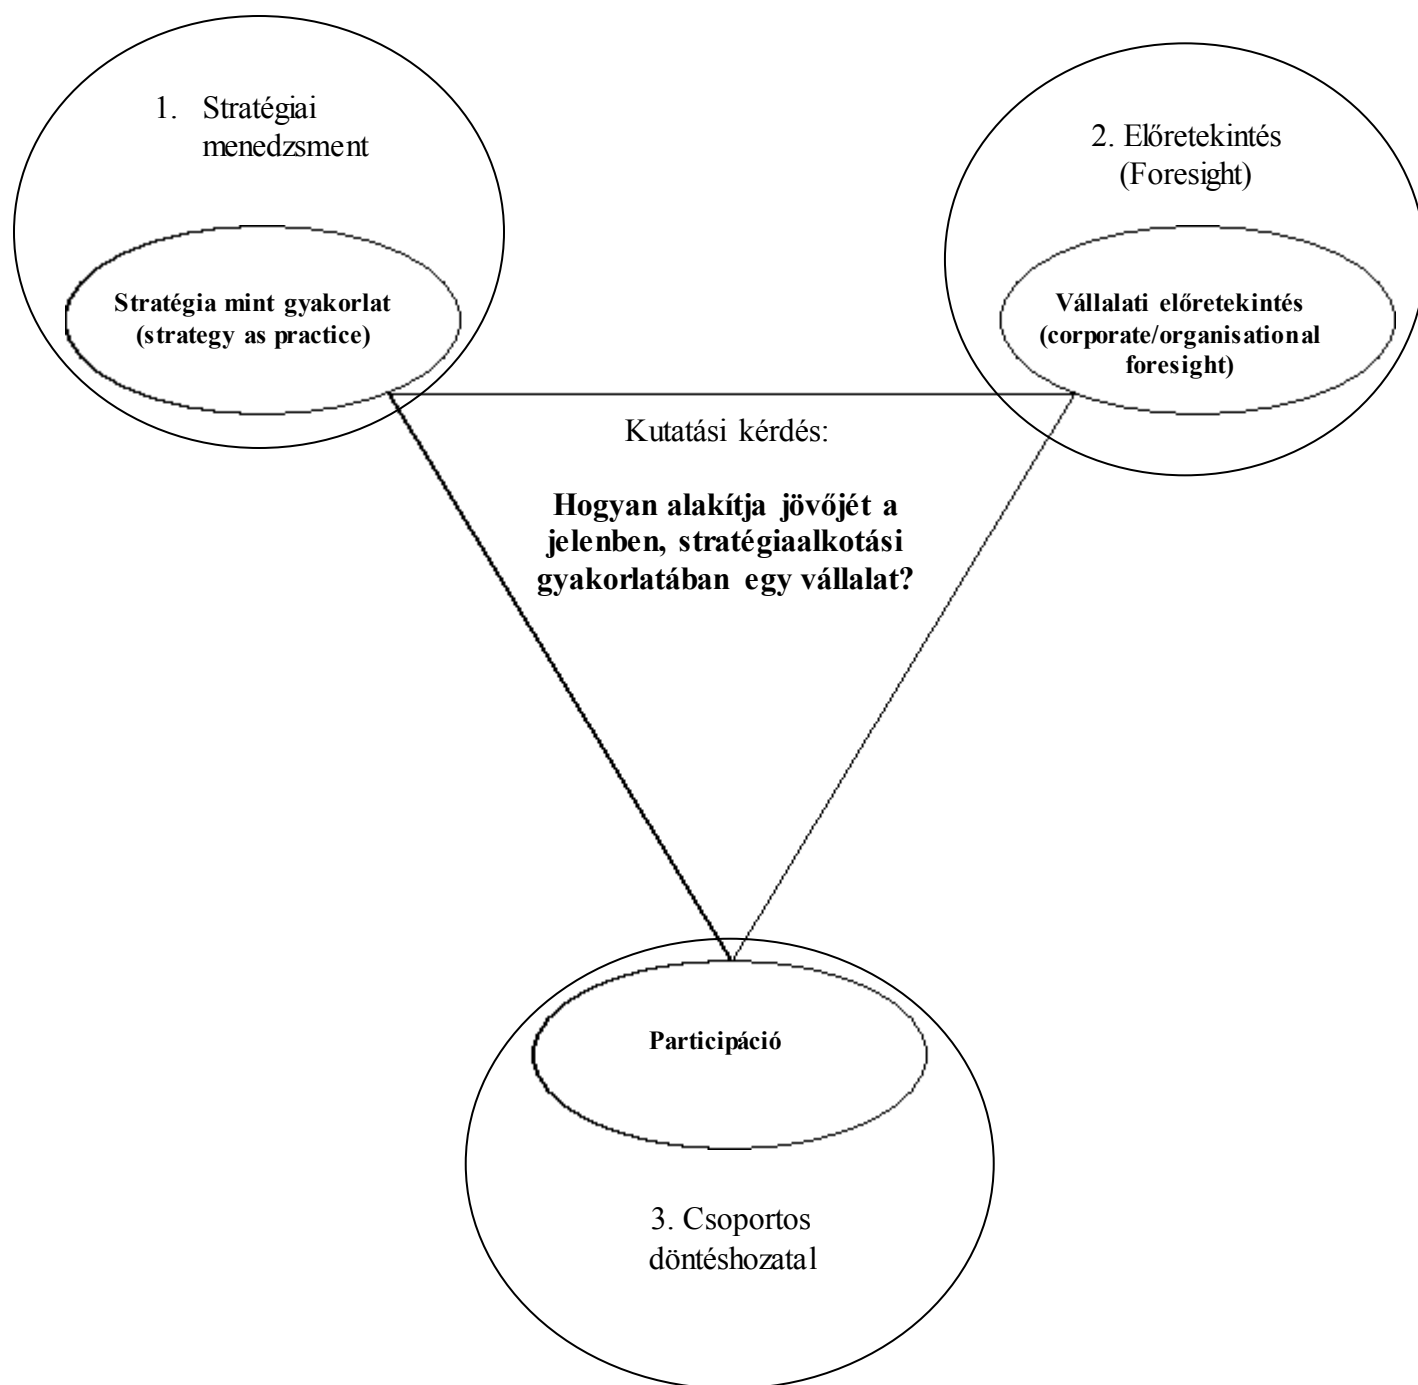 1. Stratégiai
menedzsment
Stratégia mint gyakorlat
(strategy as practice)
2. Előretekintés
(Foresight)
Vállalati előretekintés
(corporate/organisational
foresight)
Kutatási kérdés:
Hogyan alakítja jövőjét a
jelenben, stratégiaalkotási
gyakorlatában egy vállalat?
Participáció
3. Csoportos
döntéshozatal